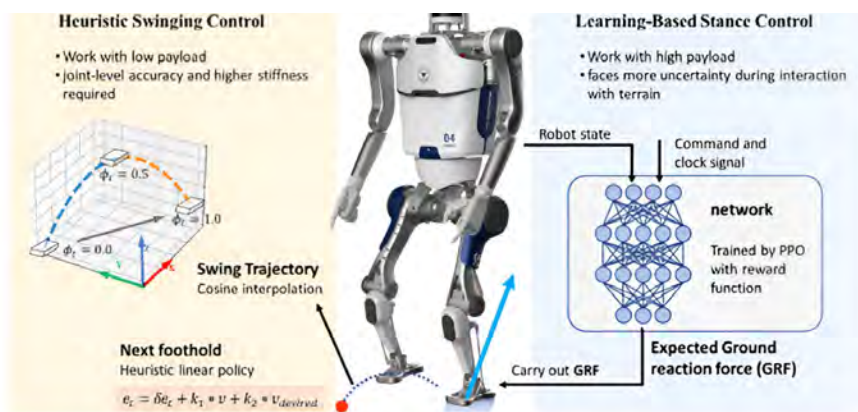 Heuristic Swinging Control
• Work with low payload
• joint-level accuracy and higher stiffness
required
ϕₜ = 0.5
ϕₜ = 1.0
ϕₜ = 0.0
Y
z
x
Swing Trajectory
Cosine interpolation
Next foothold
Heuristic linear policy
eₜ = δeₜ + k₁ * v + k₂ * v_desired
04
Learning-Based Stance Control
• Work with high payload
• faces more uncertainty during interaction
with terrain
Robot state
Command and
clock signal
network
Trained by PPO
with reward
function
Expected Ground
reaction force (GRF)
Carry out GRF